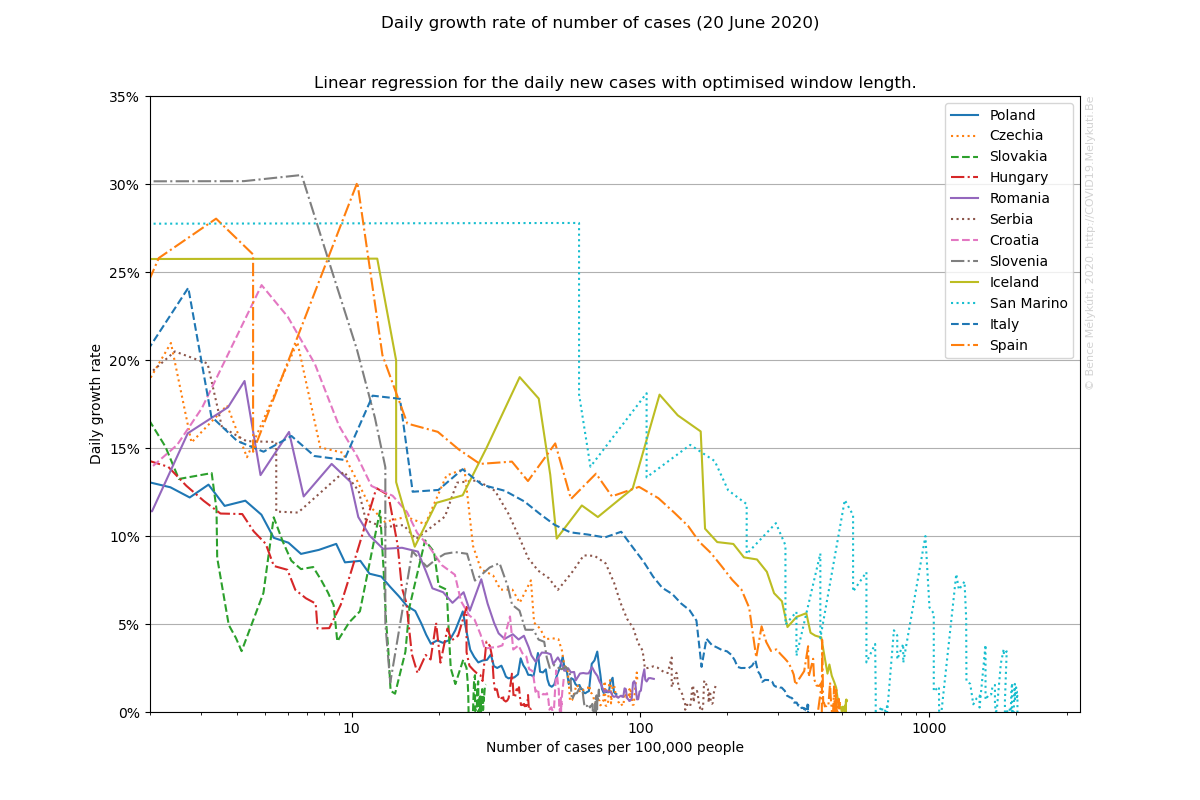 Daily growth rate of number of cases (20 June 2020)
Linear regression for the daily new cases with optimised window length.
35%
30%
25%
20%
15%
10%
5%
0%
Daily growth rate
10
100
1000
Number of cases per 100,000 people
Poland
Czechia
Slovakia
Hungary
Romania
Serbia
Croatia
Slovenia
Iceland
San Marino
Italy
Spain
© Bence Mélykúti, 2020. http://COVID19.Melykuti.Be